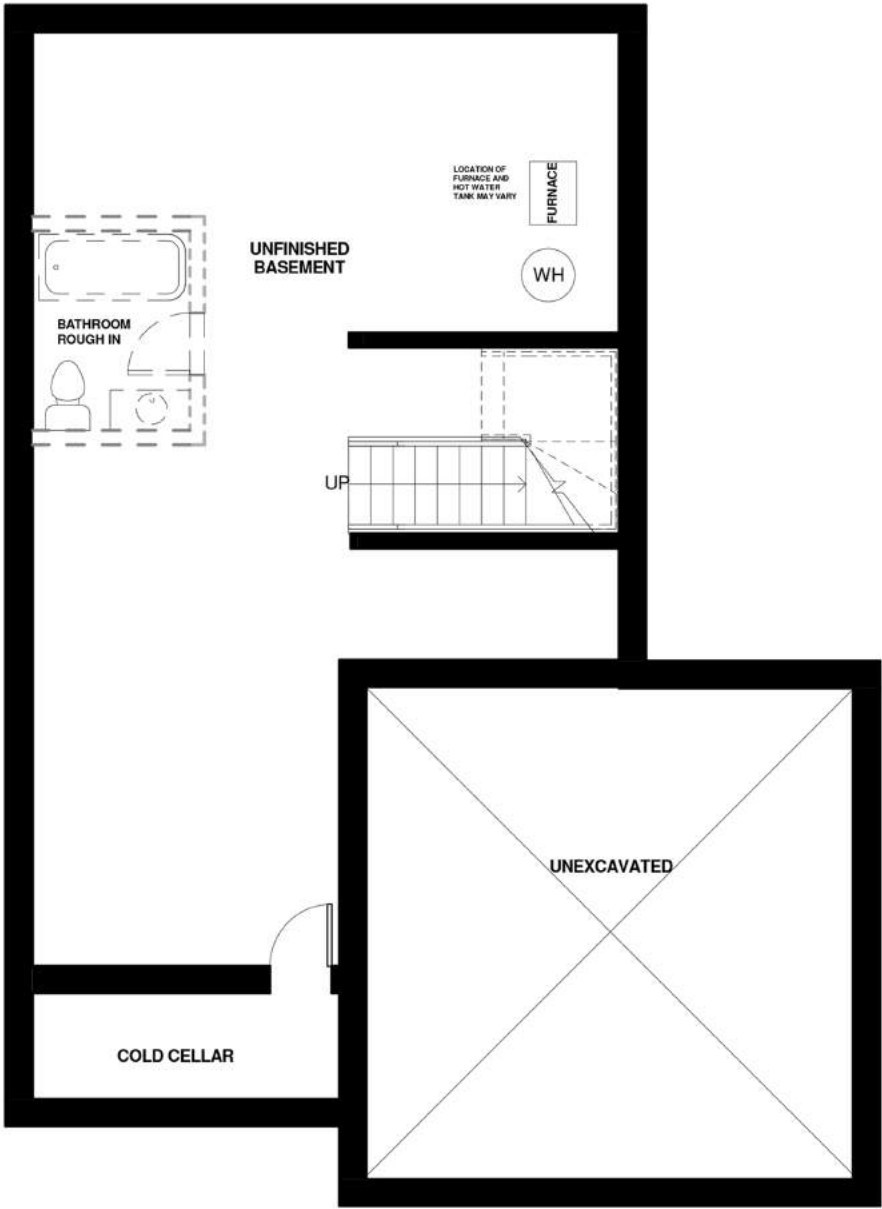 LOCATION OF
FURNACE AND
HOT WATER
TANK MAY VARY
FURNACE
UNFINISHED
BASEMENT
WH
BATHROOM
ROUGH IN
UP
UNEXCAVATED
COLD CELLAR